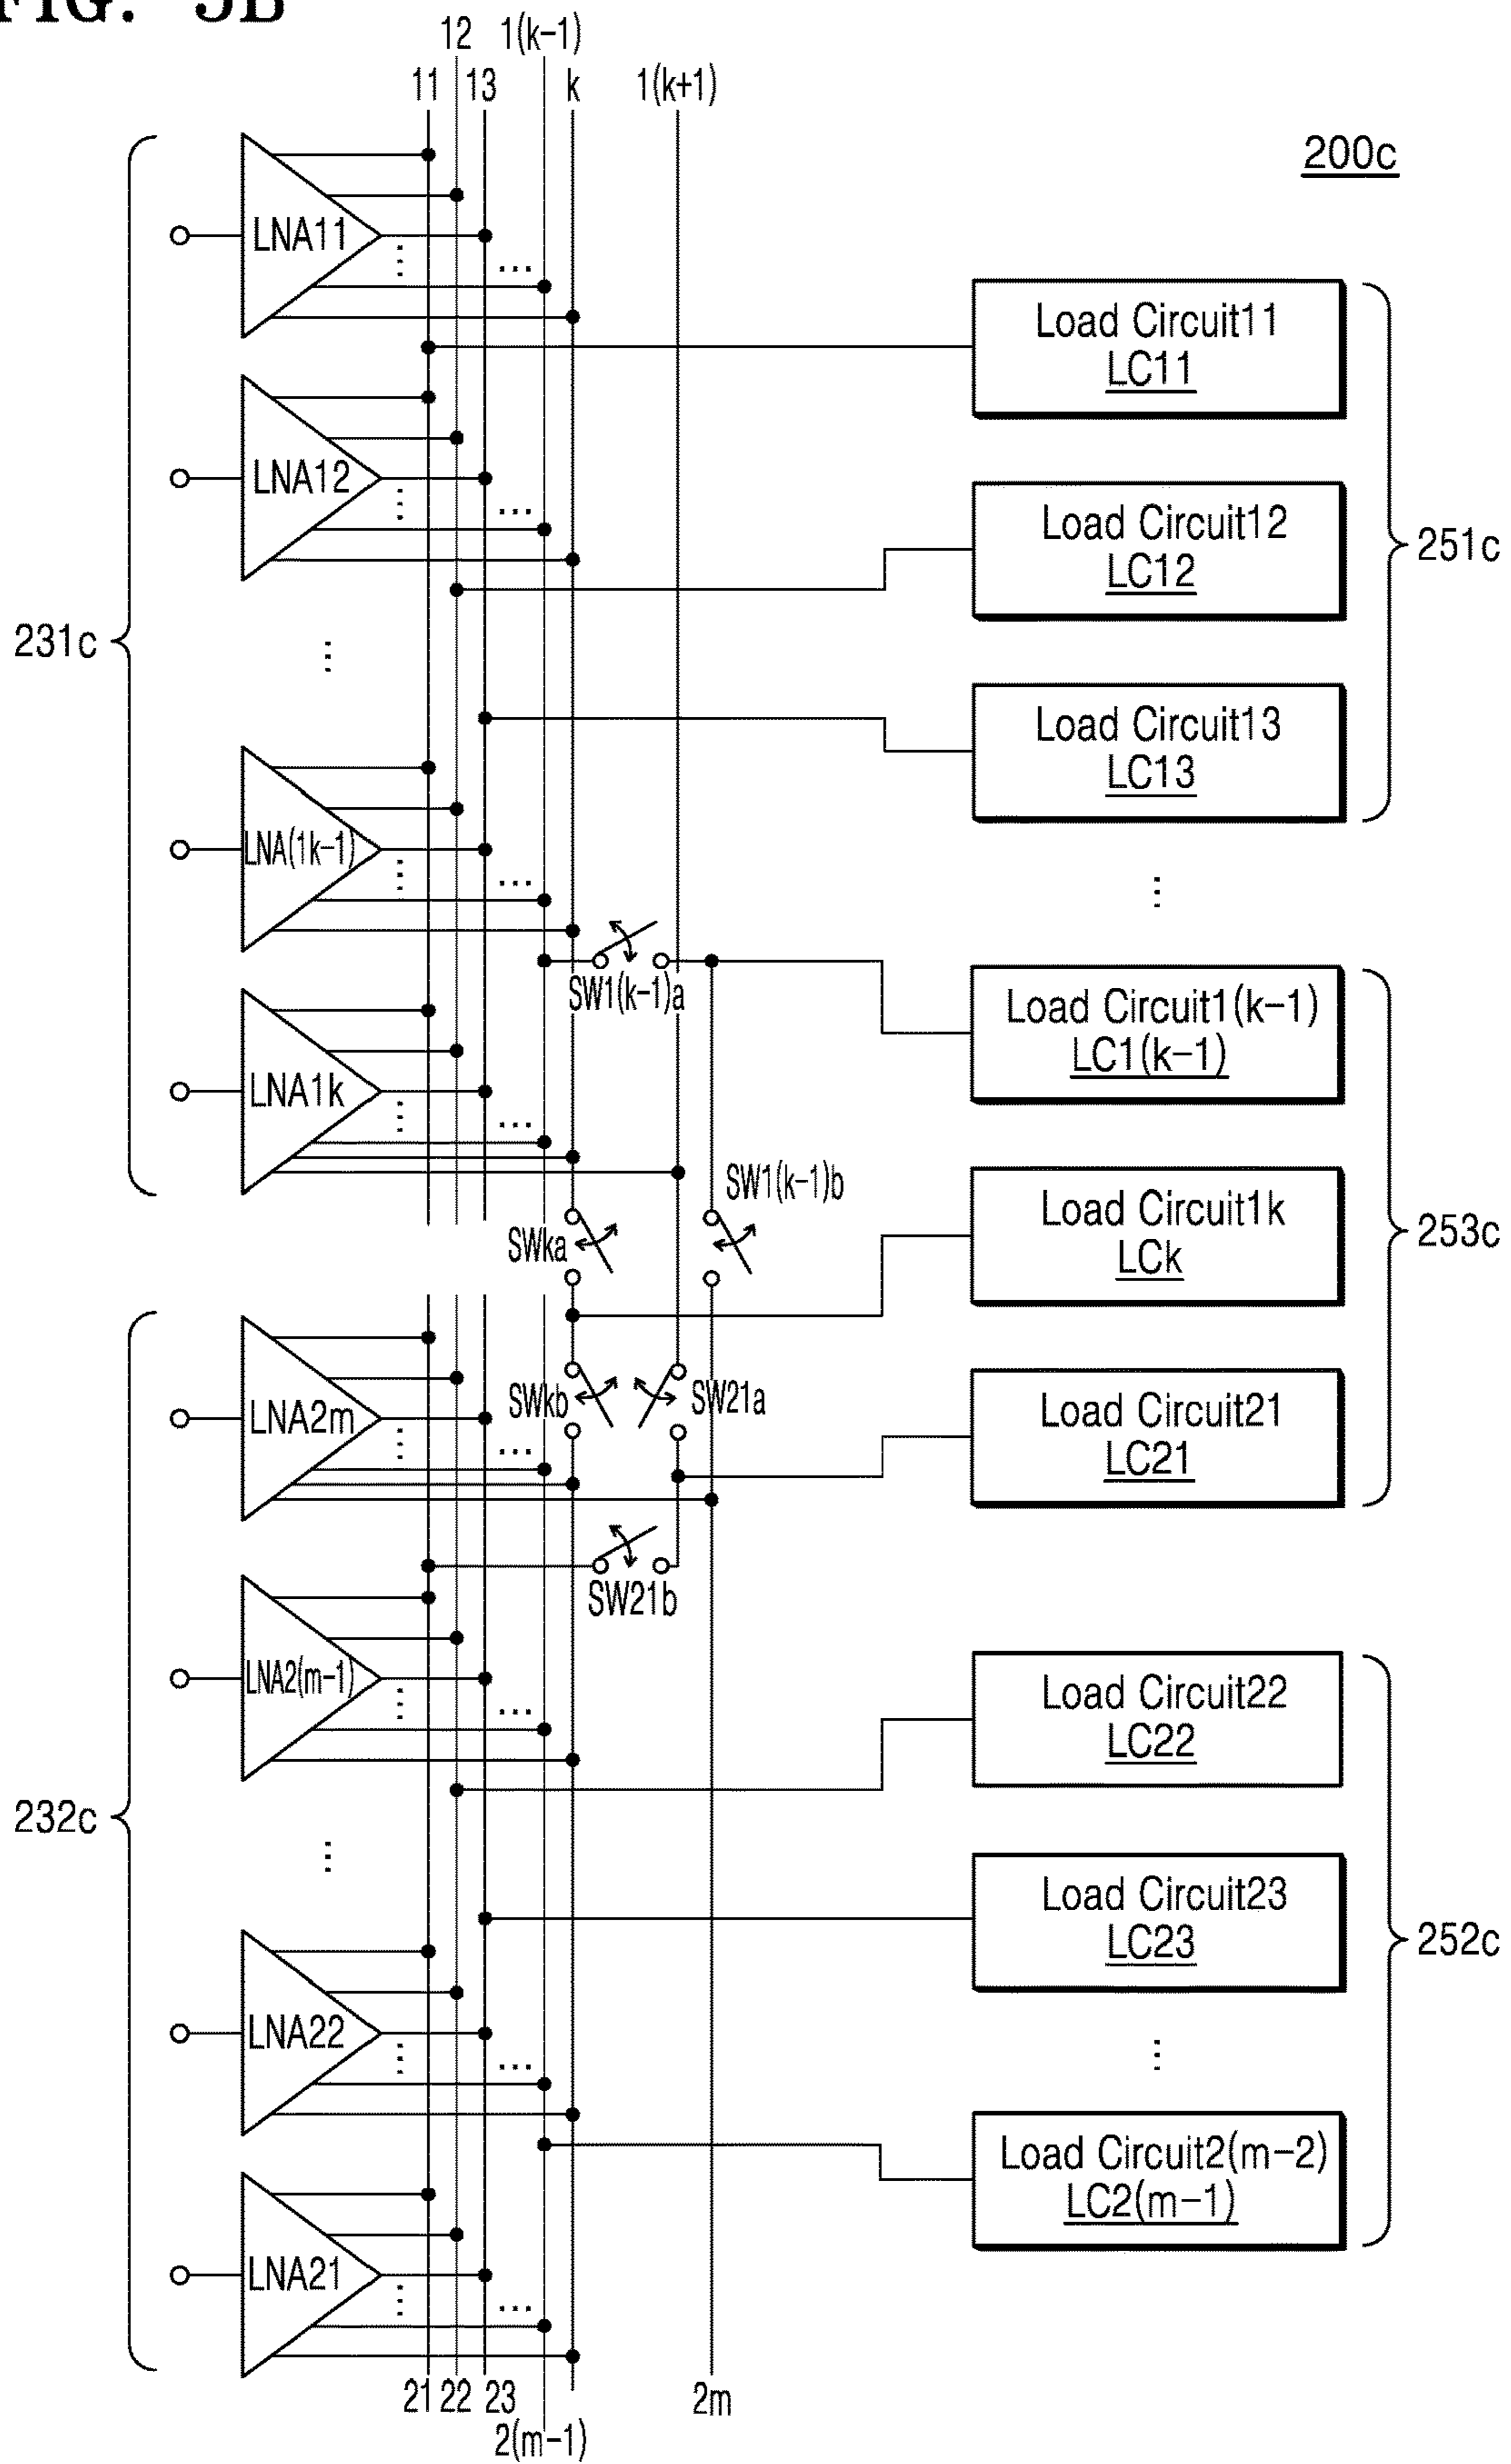 FIG. 5B
12 1(k-1)
11 13 k 1(k+1)
200c
LNA11
Load Circuit11
LC11
LNA12
Load Circuit12
LC12
251c
231c
Load Circuit13
LC13
LNA(1k-1)
SW1(k-1)a
Load Circuit1(k-1)
LC1(k-1)
LNA1k
SW1(k-1)b
SWka
Load Circuit1k
LCk
253c
LNA2m
SWkb
SW21a
Load Circuit21
LC21
SW21b
LNA2(m-1)
Load Circuit22
LC22
232c
Load Circuit23
LC23
252c
LNA22
Load Circuit2(m-2)
LC2(m-1)
LNA21
21 22 23 2m
2(m-1)